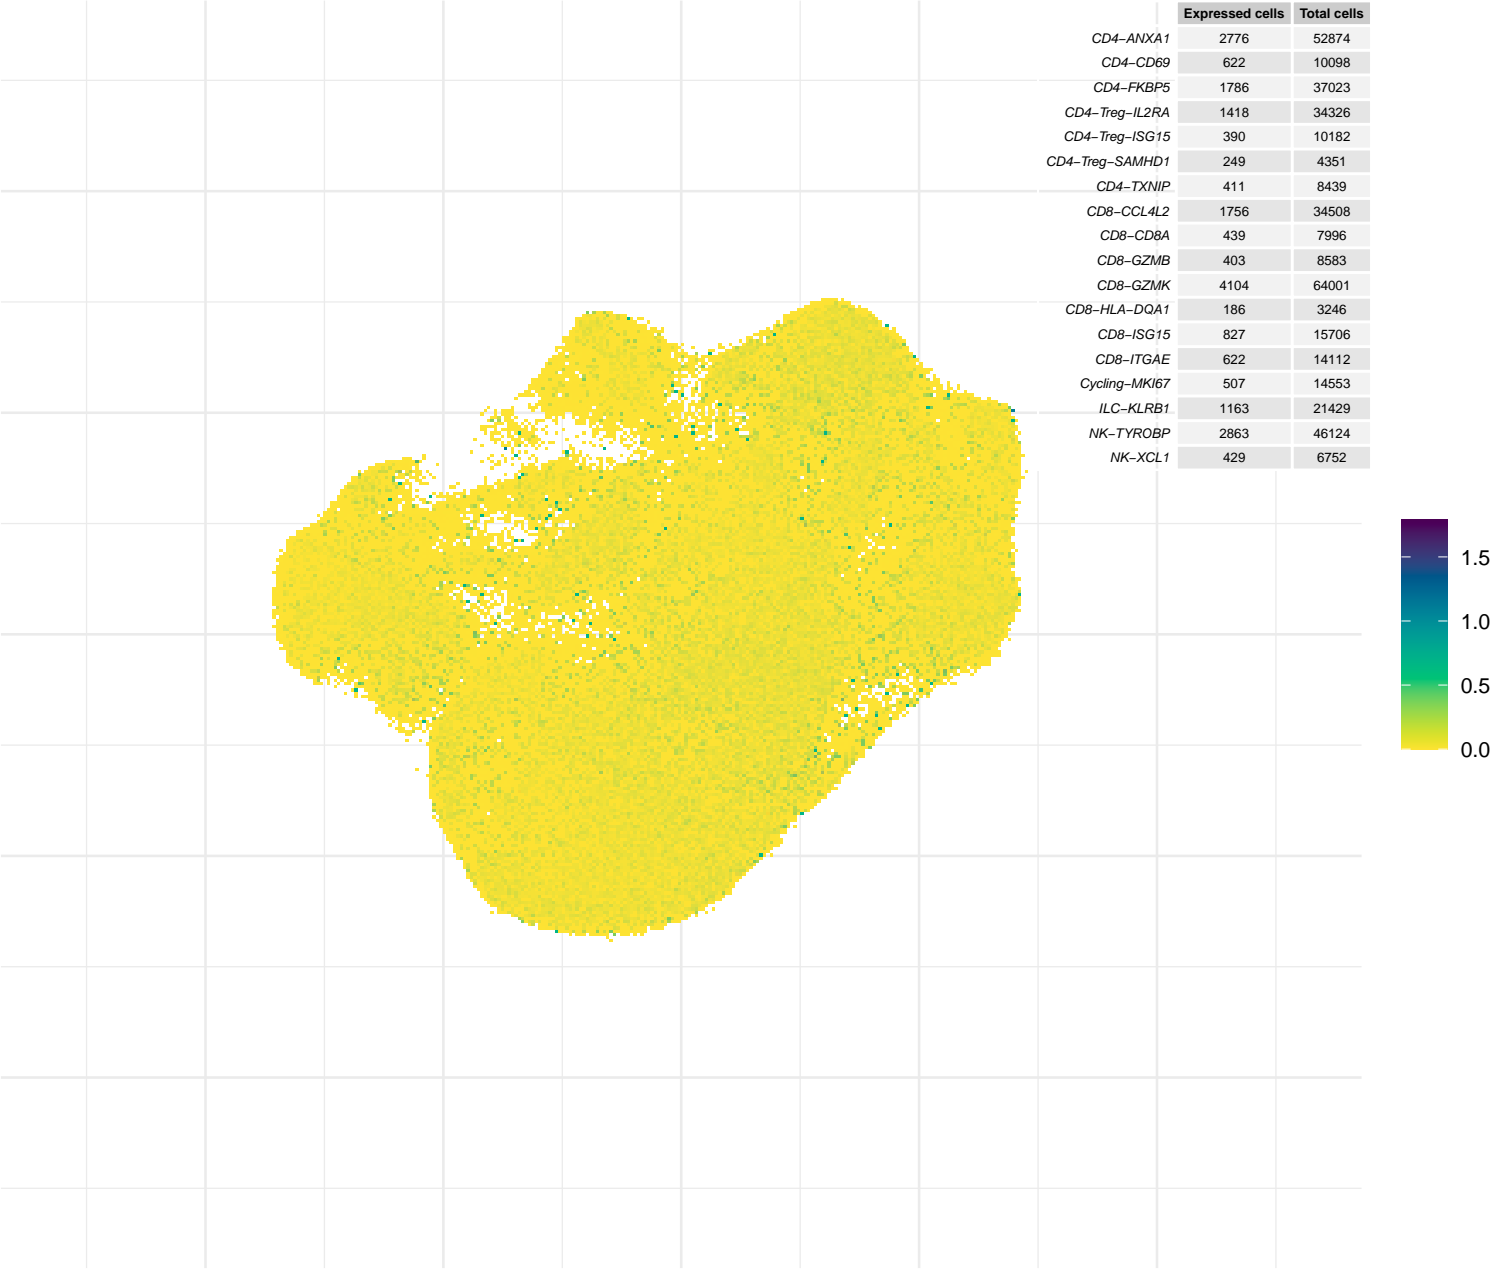 Expressed cells Total cells
CD4−ANXA1 2776 52874
CD4−CD69 622 10098
CD4−FKBP5 1786 37023
CD4−Treg−IL2RA 1418 34326
CD4−Treg−ISG15 390 10182
CD4−Treg−SAMHD1 249 4351
CD4−TXNIP 411 8439
CD8−CCL4L2 1756 34508
CD8−CD8A 439 7996
CD8−GZMB 403 8583
CD8−GZMK 4104 64001
CD8−HLA−DQA1 186 3246
CD8−ISG15 827 15706
CD8−ITGAE 622 14112
Cycling−MKI67 507 14553
ILC−KLRB1 1163 21429
NK−TYROBP 2863 46124
NK−XCL1 429 6752
1.5
1.0
0.5
0.0